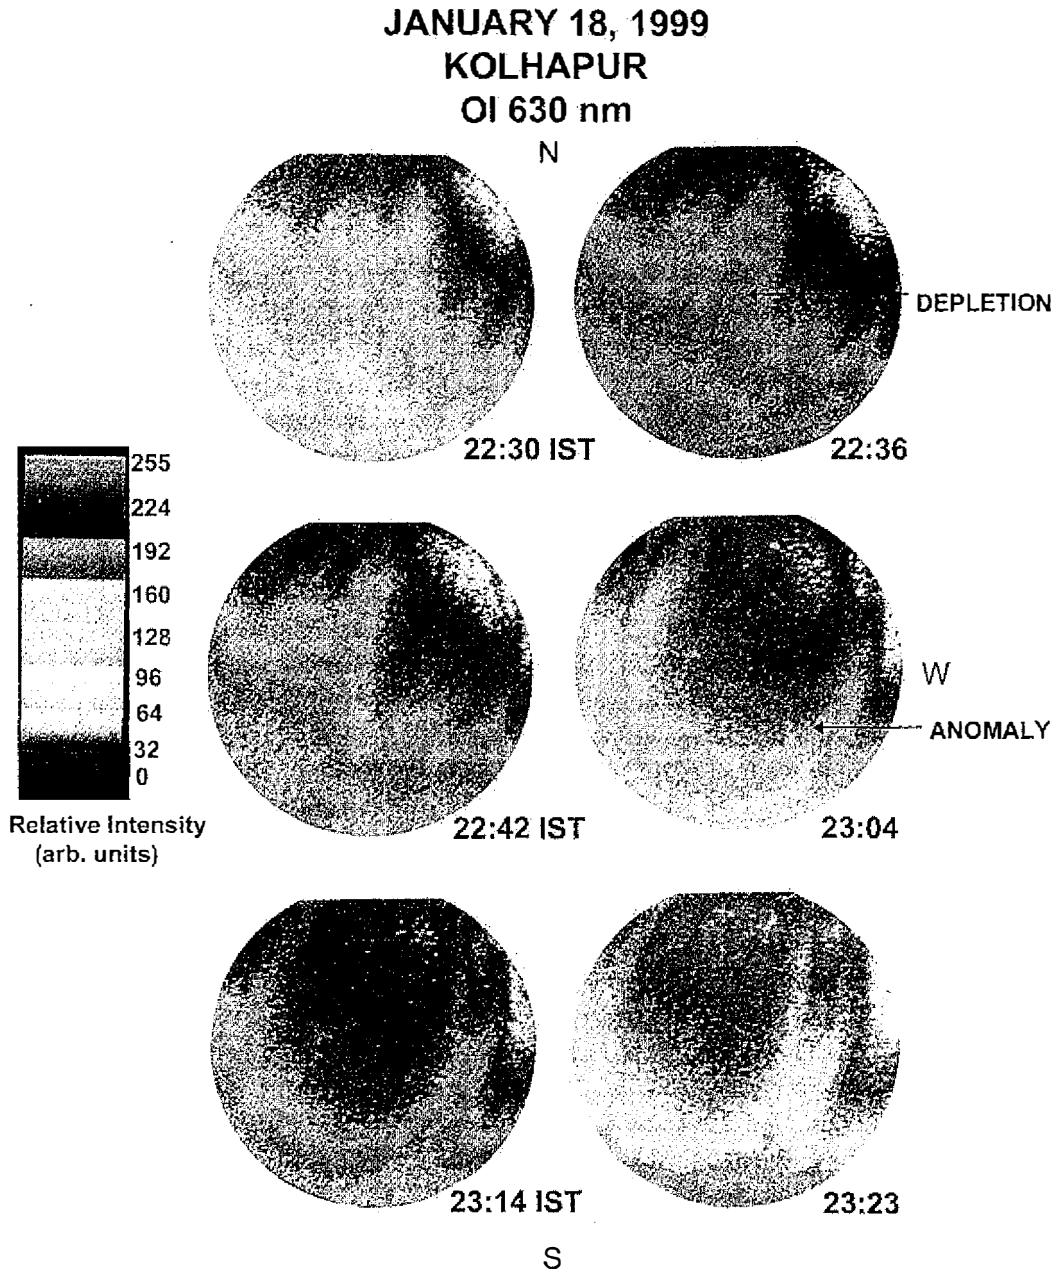 JANUARY 18, 1999
KOLHAPUR
OI 630 nm
N
DEPLETION
22:30 IST
22:36
255
224
192
160
128
96
64
32
0
Relative Intensity
(arb. units)
W
ANOMALY
22:42 IST
23:04
23:14 IST
23:23
S